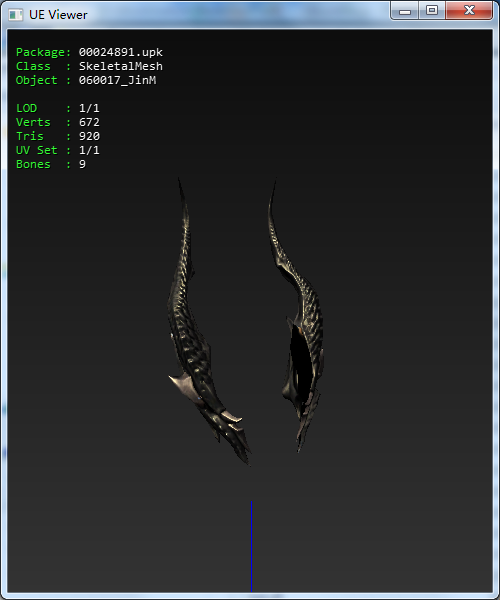 UE Viewer
Package: 00024891.upk
Class : SkeletalMesh
Object : 060017_JinM
LOD : 1/1
Verts : 672
Tris : 920
UV Set : 1/1
Bones : 9